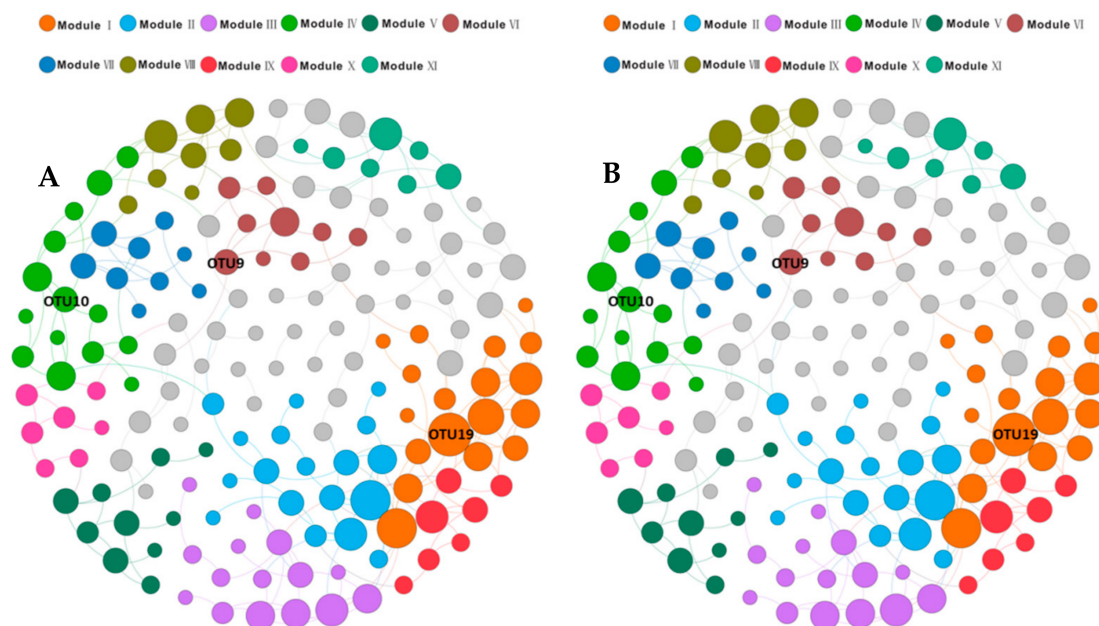 Module Ⅰ Module Ⅱ Module Ⅲ Module Ⅳ Module Ⅴ Module Ⅵ
Module Ⅶ Module Ⅷ Module Ⅸ Module Ⅹ Module Ⅺ
A
OTU9
OTU10
OTU19
Module Ⅰ Module Ⅱ Module Ⅲ Module Ⅳ Module Ⅴ Module Ⅵ
Module Ⅶ Module Ⅷ Module Ⅸ Module Ⅹ Module Ⅺ
B
OTU9
OTU10
OTU19